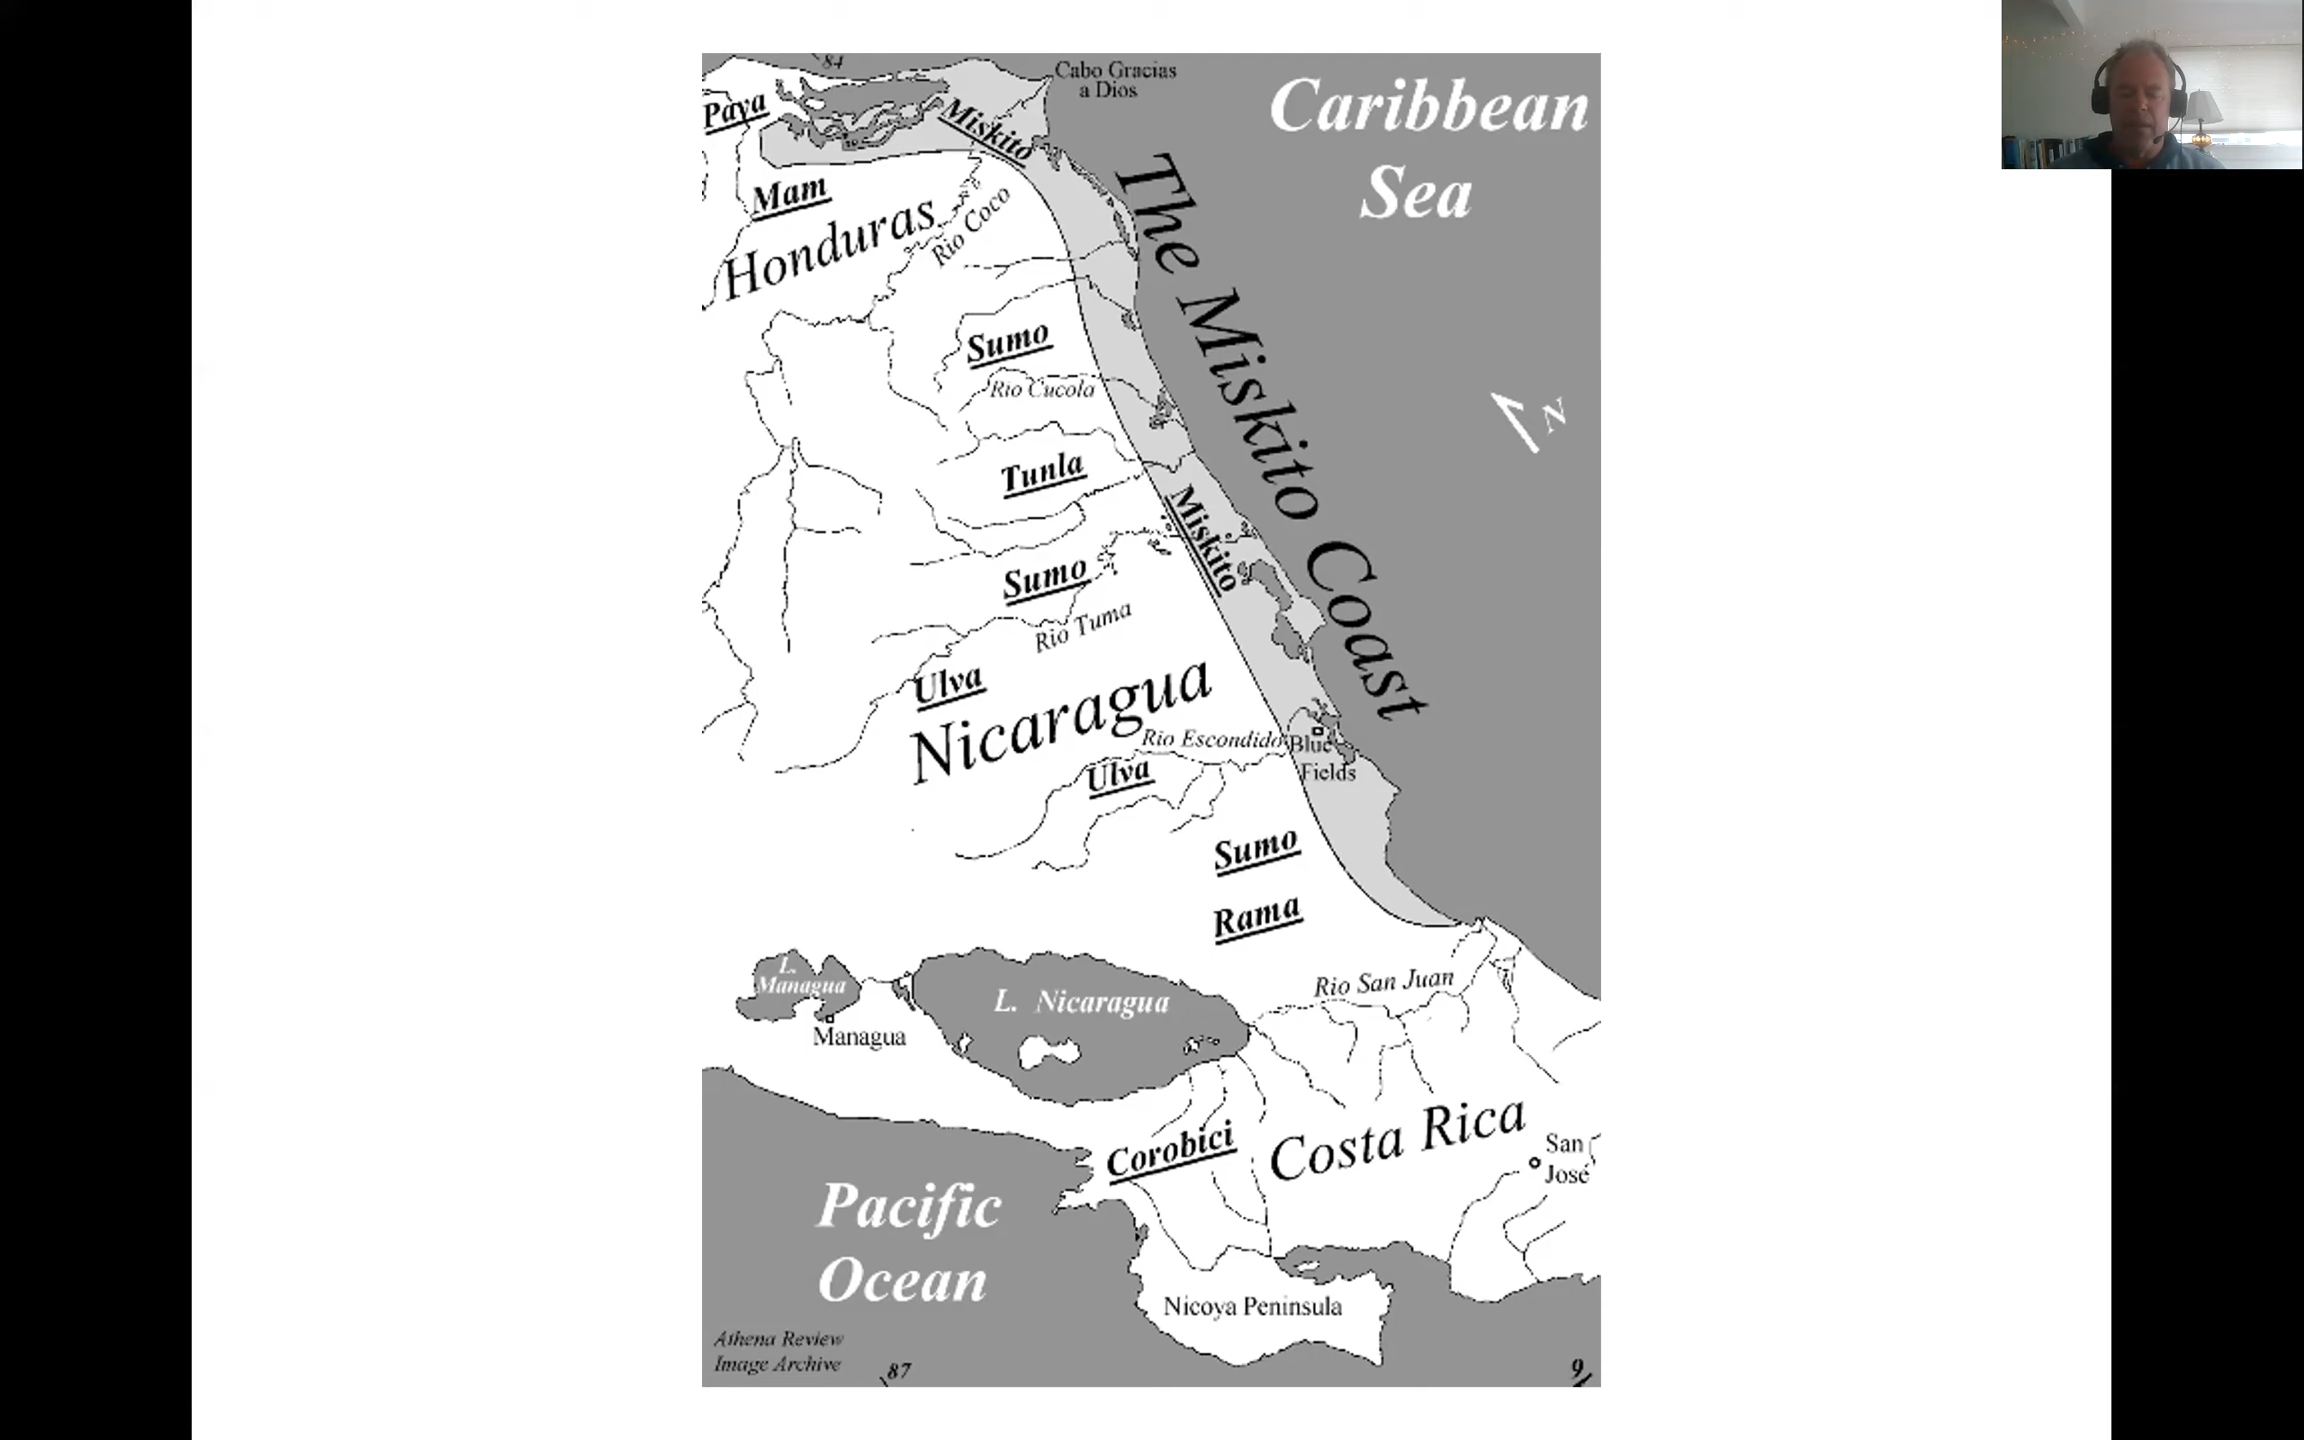 84
Cabo Gracias
a Dios
Caribbean
Sea
Paya
Miskito
Mam
The Miskito Coast
Honduras
Rio Coco
Sumo
Rio Cucola
N
Tunla
Miskito
Sumo
Rio Tuma
Ulva
Nicaragua
Rio Escondido
Blue
Fields
Ulva
Sumo
Rama
L.
Managua
L. Nicaragua
Rio San Juan
Managua
Corobici
Costa Rica
San
José
Pacific
Ocean
Nicoya Peninsula
Athena Review
Image Archive
87
9